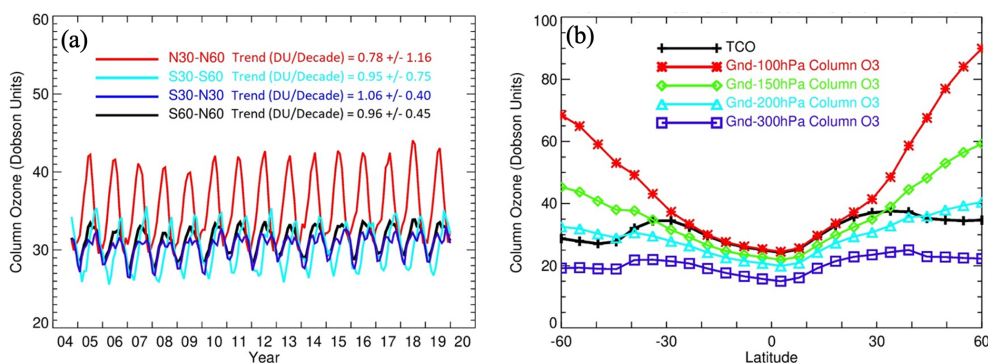 (a)
N30-N60 Trend (DU/Decade) = 0.78 +/- 1.16
S30-S60 Trend (DU/Decade) = 0.95 +/- 0.75
S30-N30 Trend (DU/Decade) = 1.06 +/- 0.40
S60-N60 Trend (DU/Decade) = 0.96 +/- 0.45
Column Ozone (Dobson Units)
60
50
40
30
20
04 05 06 07 08 09 10 11 12 13 14 15 16 17 18 19 20
Year
(b)
TCO
Gnd-100hPa Column O3
Gnd-150hPa Column O3
Gnd-200hPa Column O3
Gnd-300hPa Column O3
Column Ozone (Dobson Units)
100
80
60
40
20
0
-60 -30 0 30 60
Latitude